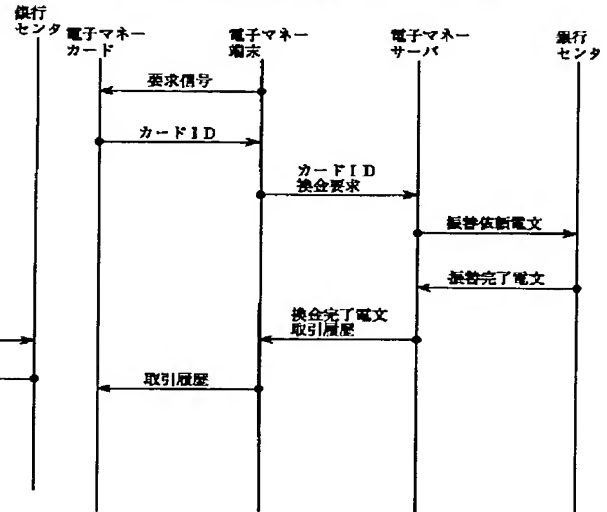 銀行
センタ
電子マネー
カード
電子マネー
端末
電子マネー
サーバ
銀行
センタ
要求信号
カードID
カードID
換金要求
振替依頼電文
振替完了電文
換金完了電文
取引履歴
取引履歴